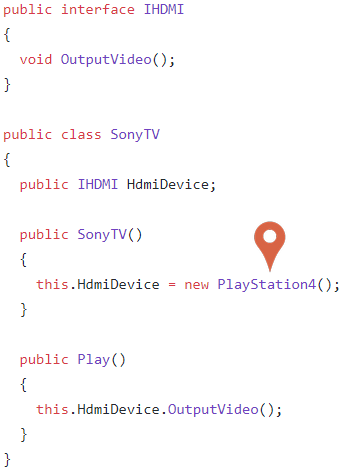 public interface IHDMI
{
  void OutputVideo();
}

public class SonyTV
{
  public IHDMI HdmiDevice;

  public SonyTV()
  {
    this.HdmiDevice = new PlayStation4();
  }

  public Play()
  {
    this.HdmiDevice.OutputVideo();
  }
}